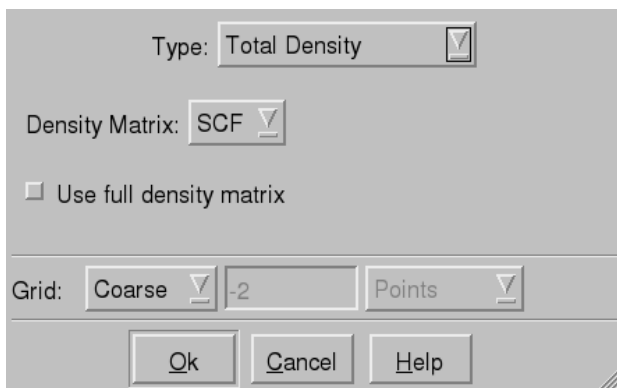 Type: Total Density
Density Matrix: SCF
Use full density matrix
Grid: Coarse -2 Points
Ok Cancel Help